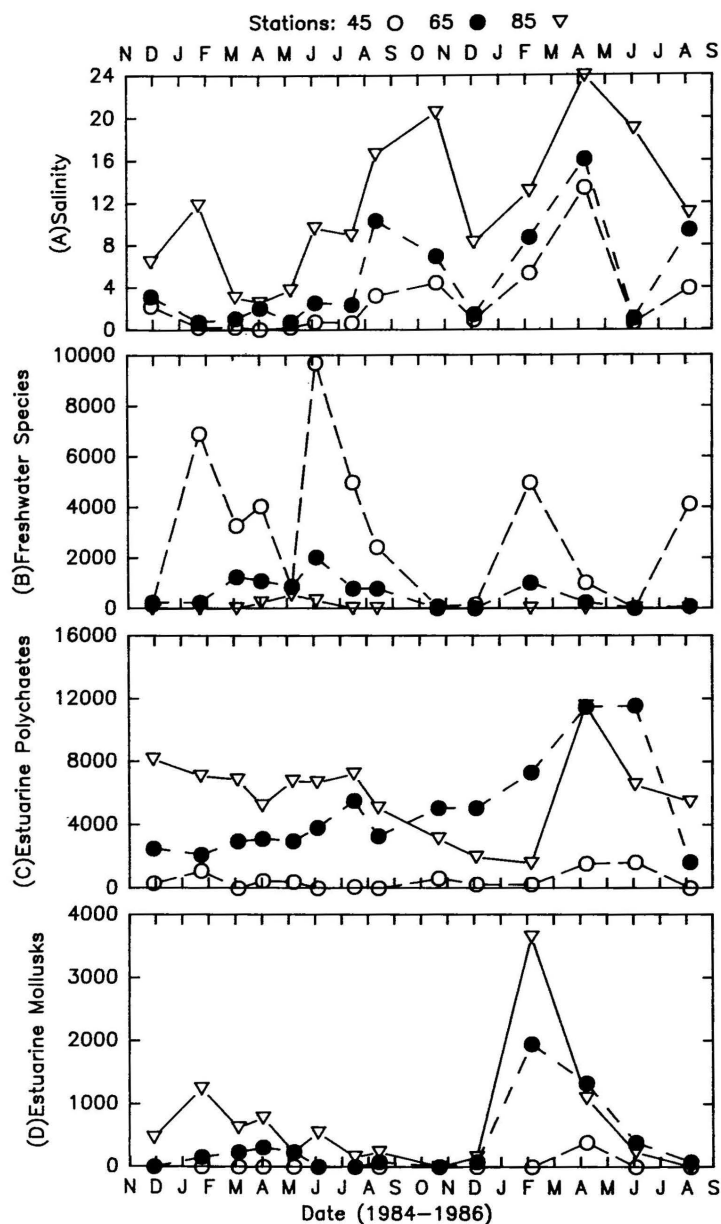 Stations: 45 ○ 65 ● 85 ▽
N D J F M A M J J A S O N D J F M A M J J A S
24
20
16
12
8
4
0
(A)Salinity
10000
8000
6000
4000
2000
0
(B)Freshwater Species
16000
12000
8000
4000
0
(C)Estuarine Polychaetes
4000
3000
2000
1000
0
(D)Estuarine Mollusks
N D J F M A M J J A S O N D J F M A M J J A S
Date (1984–1986)